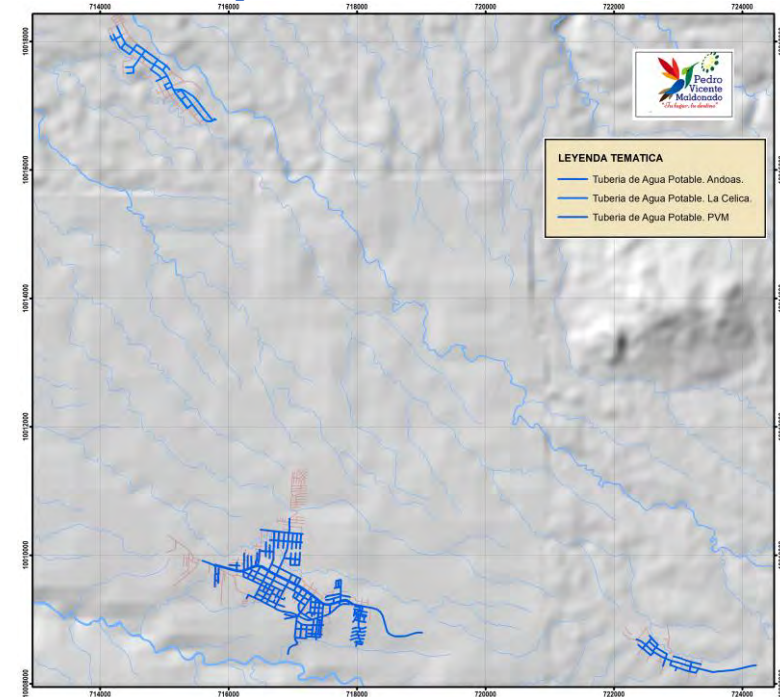 714000 716000 718000 720000 722000 724000
10018000
Pedro
Vicente
Maldonado
LEYENDA TEMATICA
10016000
Tuberia de Agua Potable. Andoas.
Tuberia de Agua Potable. La Celica.
Tuberia de Agua Potable. PVM
10014000
10012000
10010000
10008000
714000 716000 718000 720000 722000 724000